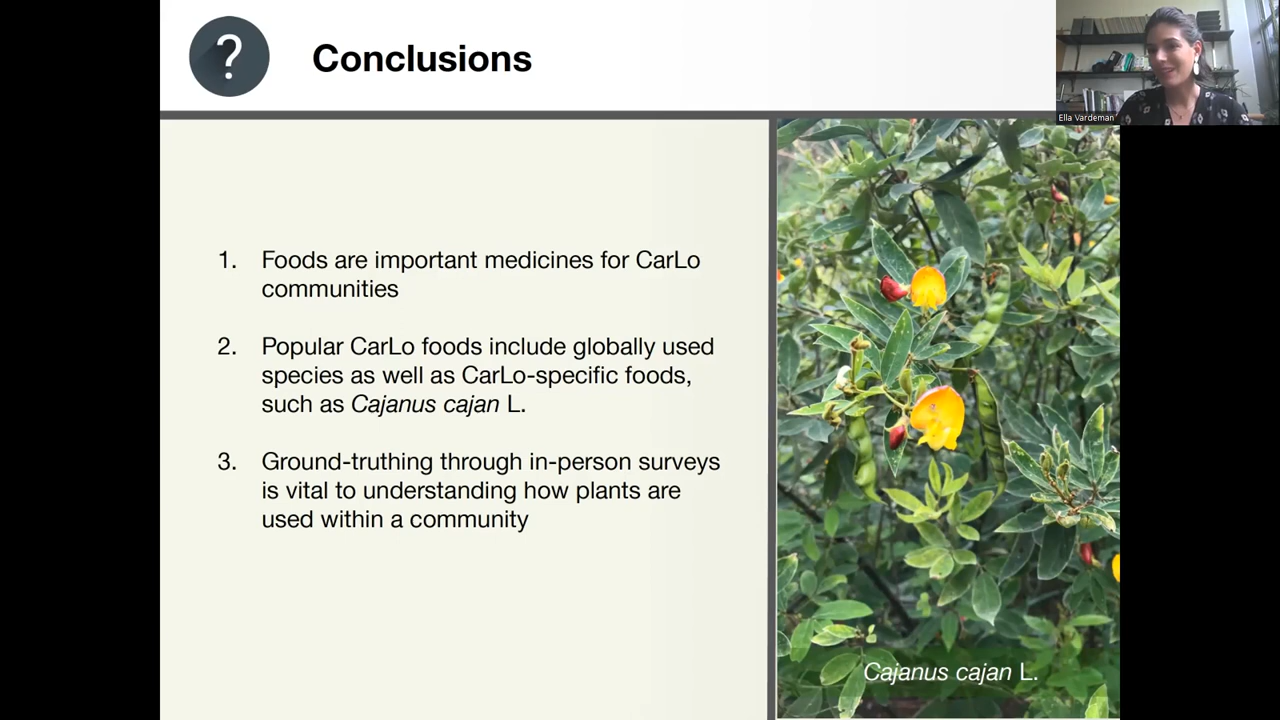 ?
Conclusions
Ella Vardeman
1. Foods are important medicines for CarLo
communities
2. Popular CarLo foods include globally used
species as well as CarLo-specific foods,
such as Cajanus cajan L.
3. Ground-truthing through in-person surveys
is vital to understanding how plants are
used within a community
Cajanus cajan L.